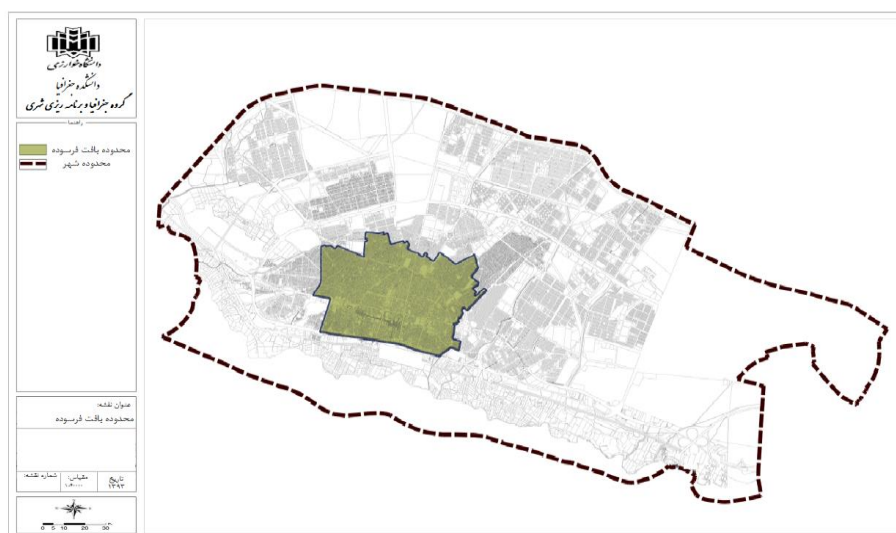 دانشگاه خوارزمی
دانشکده جغرافیا
گروه جغرافیا و برنامه ریزی شهری
راهنما
محدوده بافت فرسوده
محدوده شهر
عنوان نقشه:
محدوده بافت فرسوده
تاریخ
۱۳۹۳
مقیاس:
شماره نقشه:
0 5 10 20 30